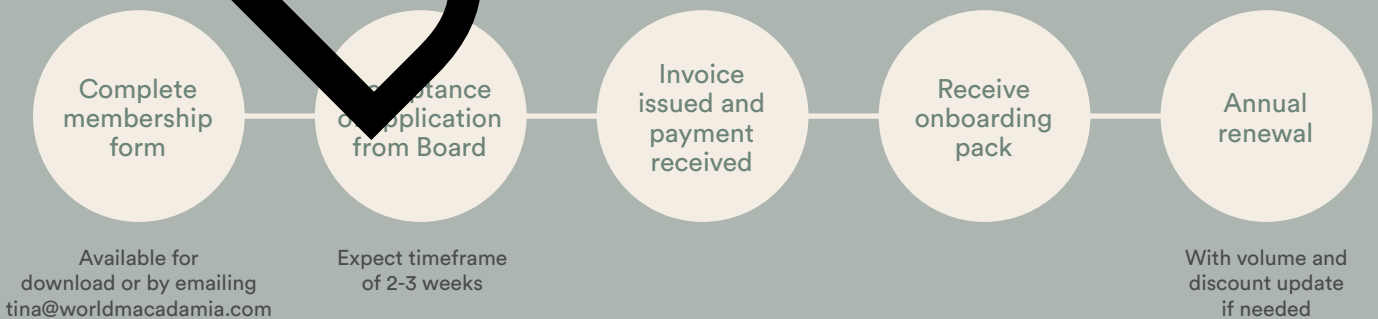 Complete
membership
form
from Board
Invoice
issued and
payment
received
Receive
onboarding
pack
Annual
renewal
Available for
download or by emailing
tina@worldmacadamia.com
Expect timeframe
of 2-3 weeks
With volume and
discount update
if needed